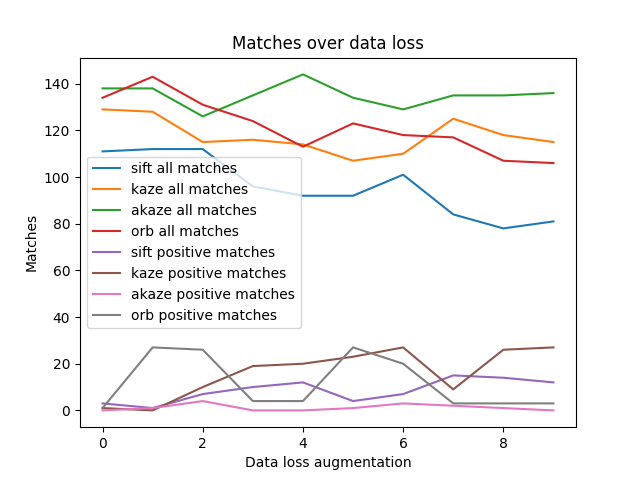 Matches over data loss
Matches
140
120
100
80
60
40
20
0
sift all matches
kaze all matches
akaze all matches
orb all matches
sift positive matches
kaze positive matches
akaze positive matches
orb positive matches
0 2 4 6 8
Data loss augmentation